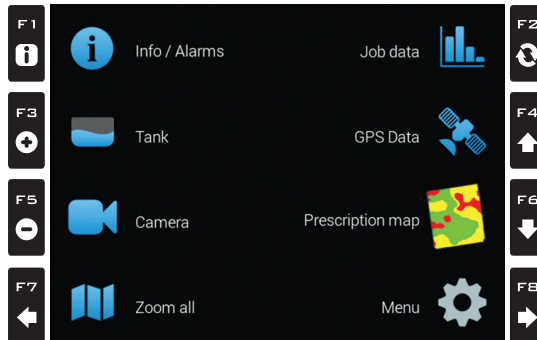 F1
Info / Alarms
Job data
F2
F3
Tank
GPS Data
F4
F5
Camera
Prescription map
F6
F7
Zoom all
Menu
F8